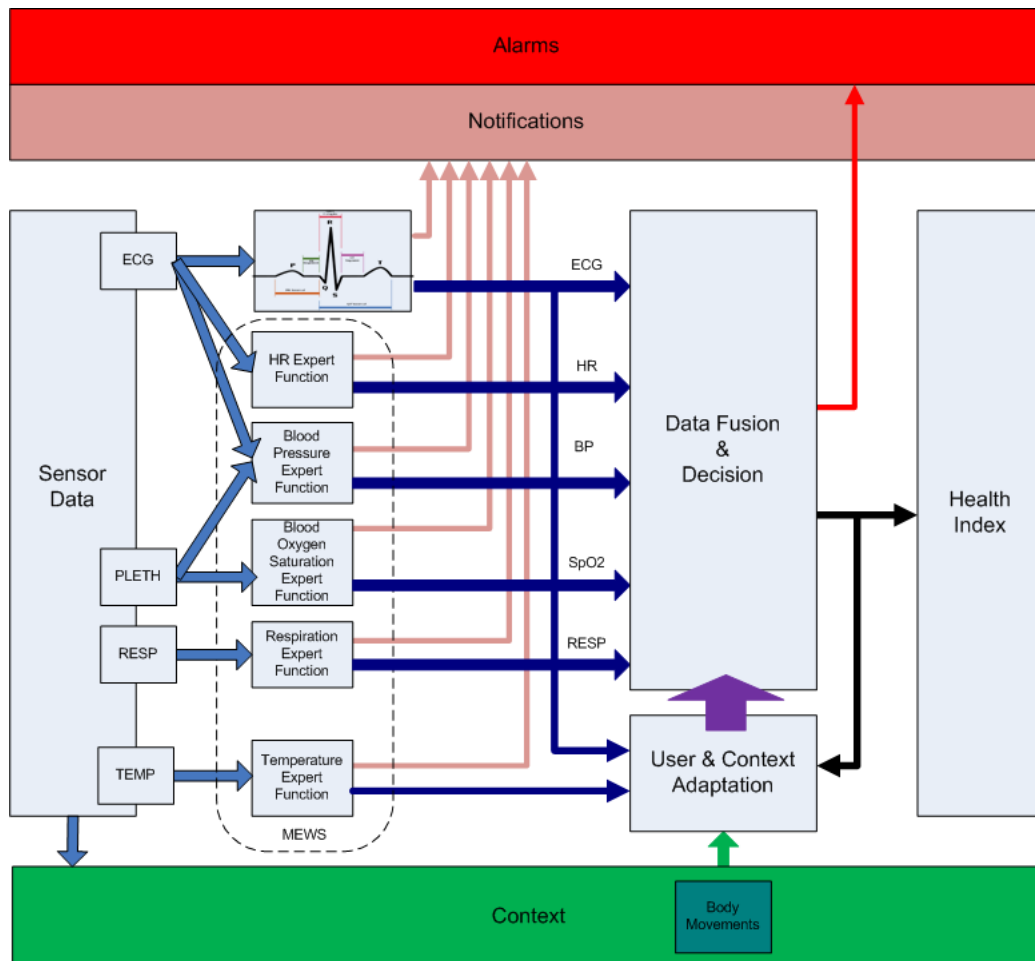 Alarms
Notifications
Sensor
Data
ECG
PLETH
RESP
TEMP
R
P
Q
S
T
HR Expert
Function
Blood
Pressure
Expert
Function
Blood
Oxygen
Saturation
Expert
Function
Respiration
Expert
Function
Temperature
Expert
Function
MEWS
ECG
HR
BP
SpO2
RESP
Data Fusion
&
Decision
User & Context
Adaptation
Health
Index
Context
Body
Movements